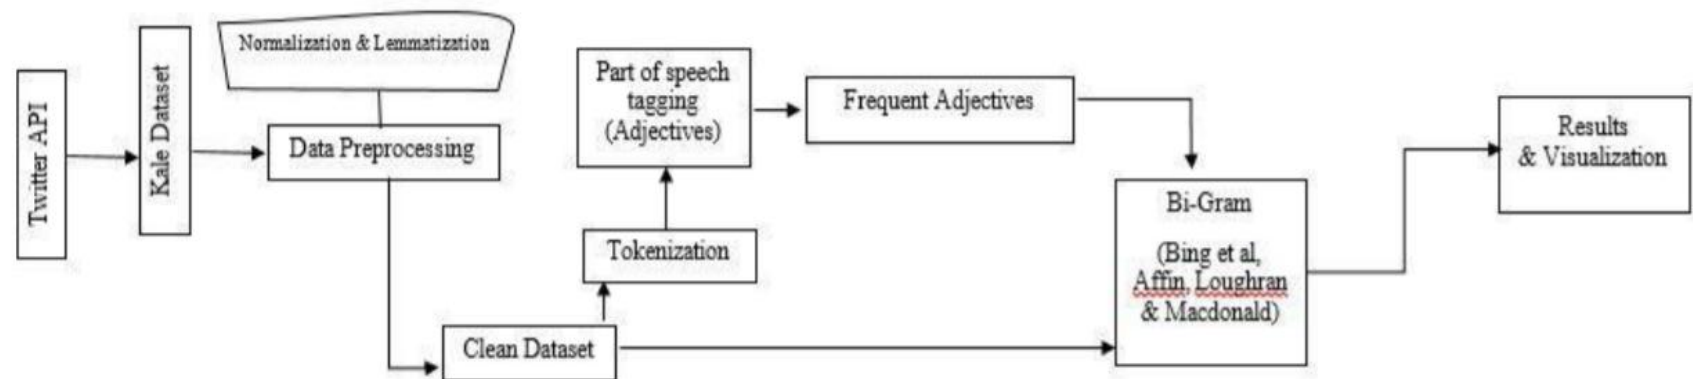 Twitter API
Kale Dataset
Normalization & Lemmatization
Data Preprocessing
Clean Dataset
Tokenization
Part of speech
tagging
(Adjectives)
Frequent Adjectives
Bi-Gram
(Bing et al,
Affin, Loughran
& Macdonald)
Results
& Visualization